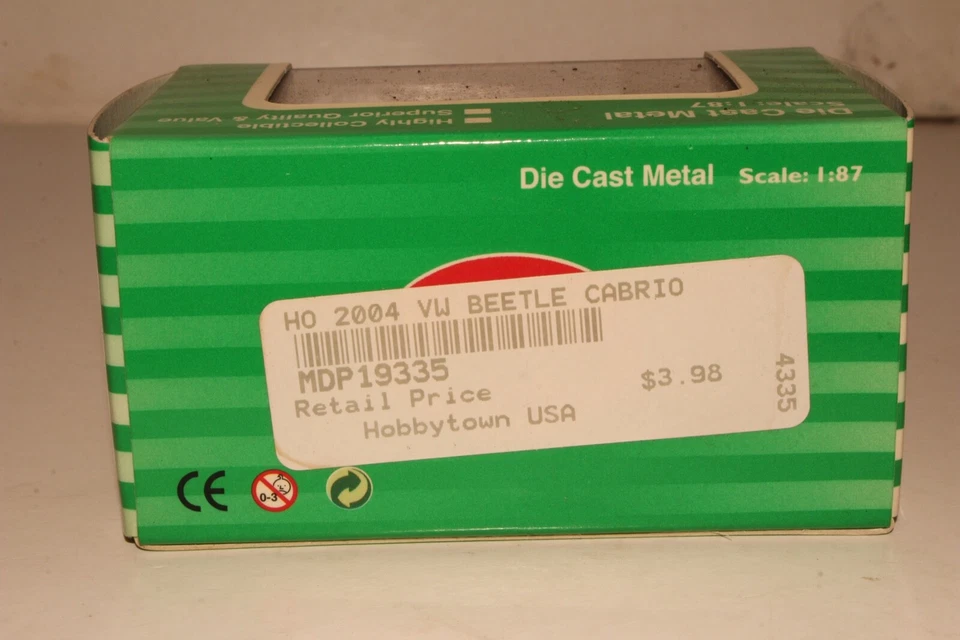 Highly Collectible
Superior Quality & Value
Die Cast Metal
Scale: 1:87
Die Cast Metal Scale: 1:87
HO 2004 VW BEETLE CABRIO
MDP19335
Retail Price
$3.98
Hobbytown USA
4335
CE
0-3